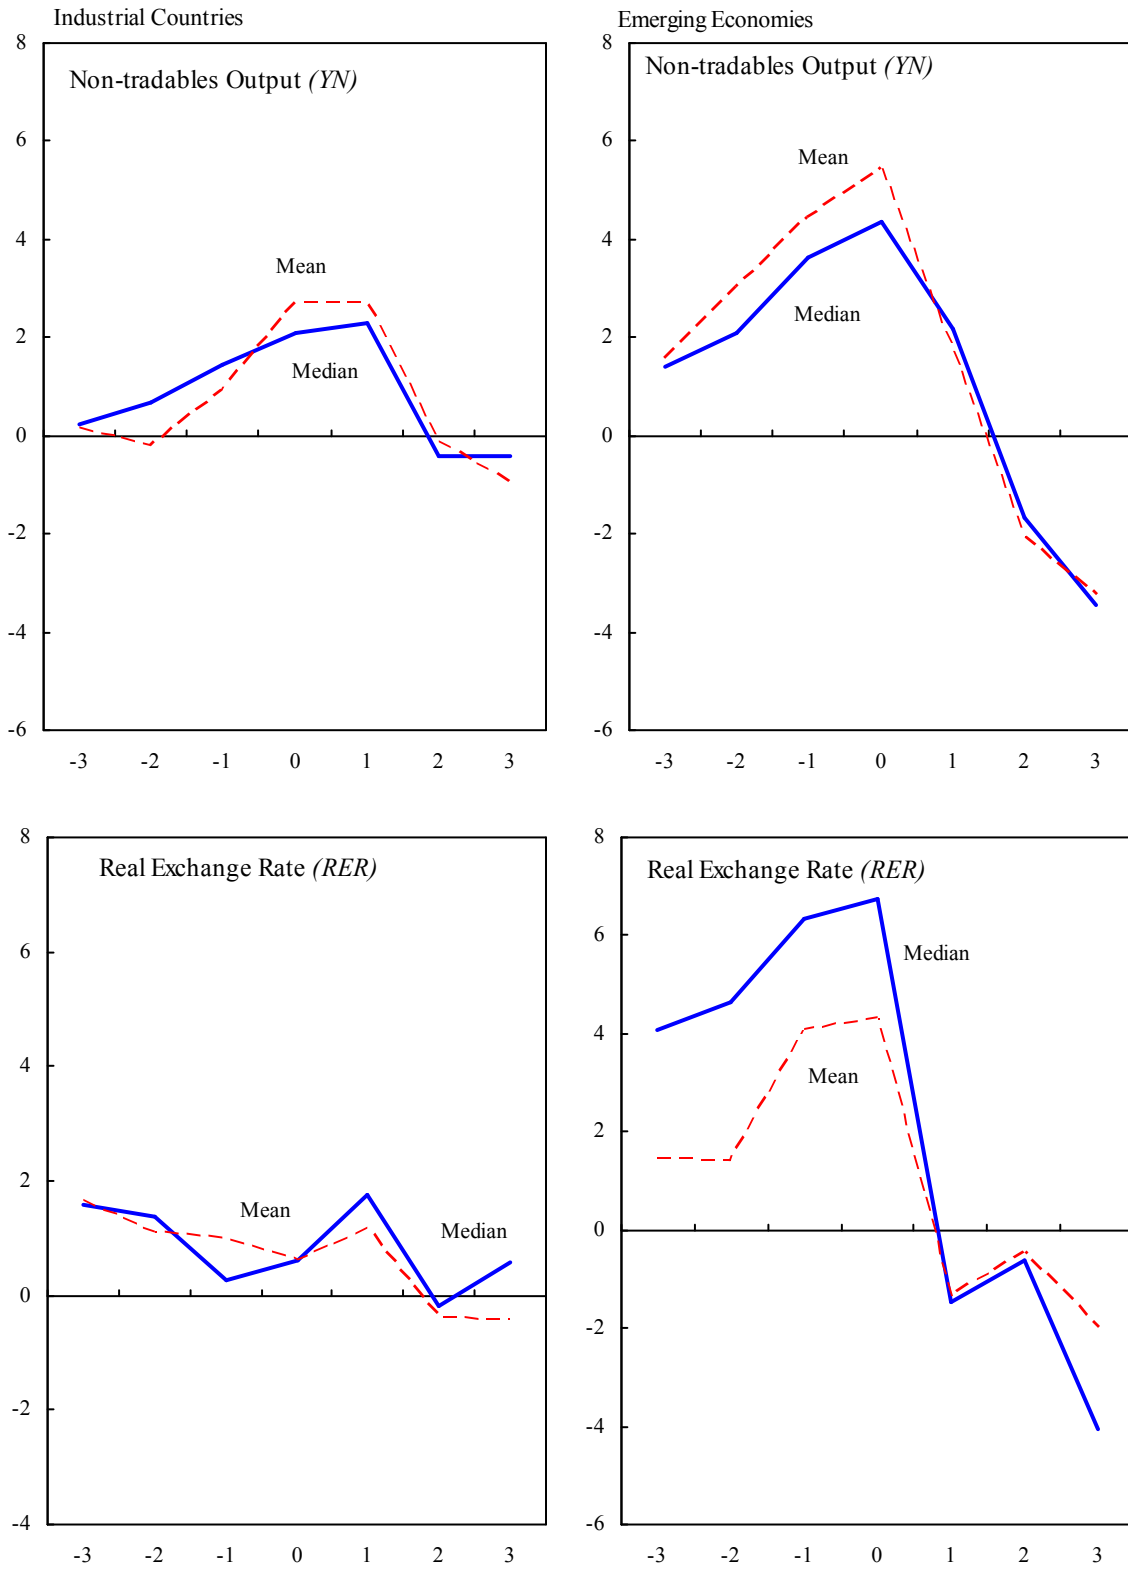 Industrial Countries
Non-tradables Output (YN)
8
6
4
2
0
-2
-4
-6
Mean
Median
-3 -2 -1 0 1 2 3
Emerging Economies
Non-tradables Output (YN)
8
6
4
2
0
-2
-4
-6
Mean
Median
-3 -2 -1 0 1 2 3
Real Exchange Rate (RER)
8
6
4
2
0
-2
-4
Mean
Median
-3 -2 -1 0 1 2 3
Real Exchange Rate (RER)
8
6
4
2
0
-2
-4
-6
Median
Mean
-3 -2 -1 0 1 2 3